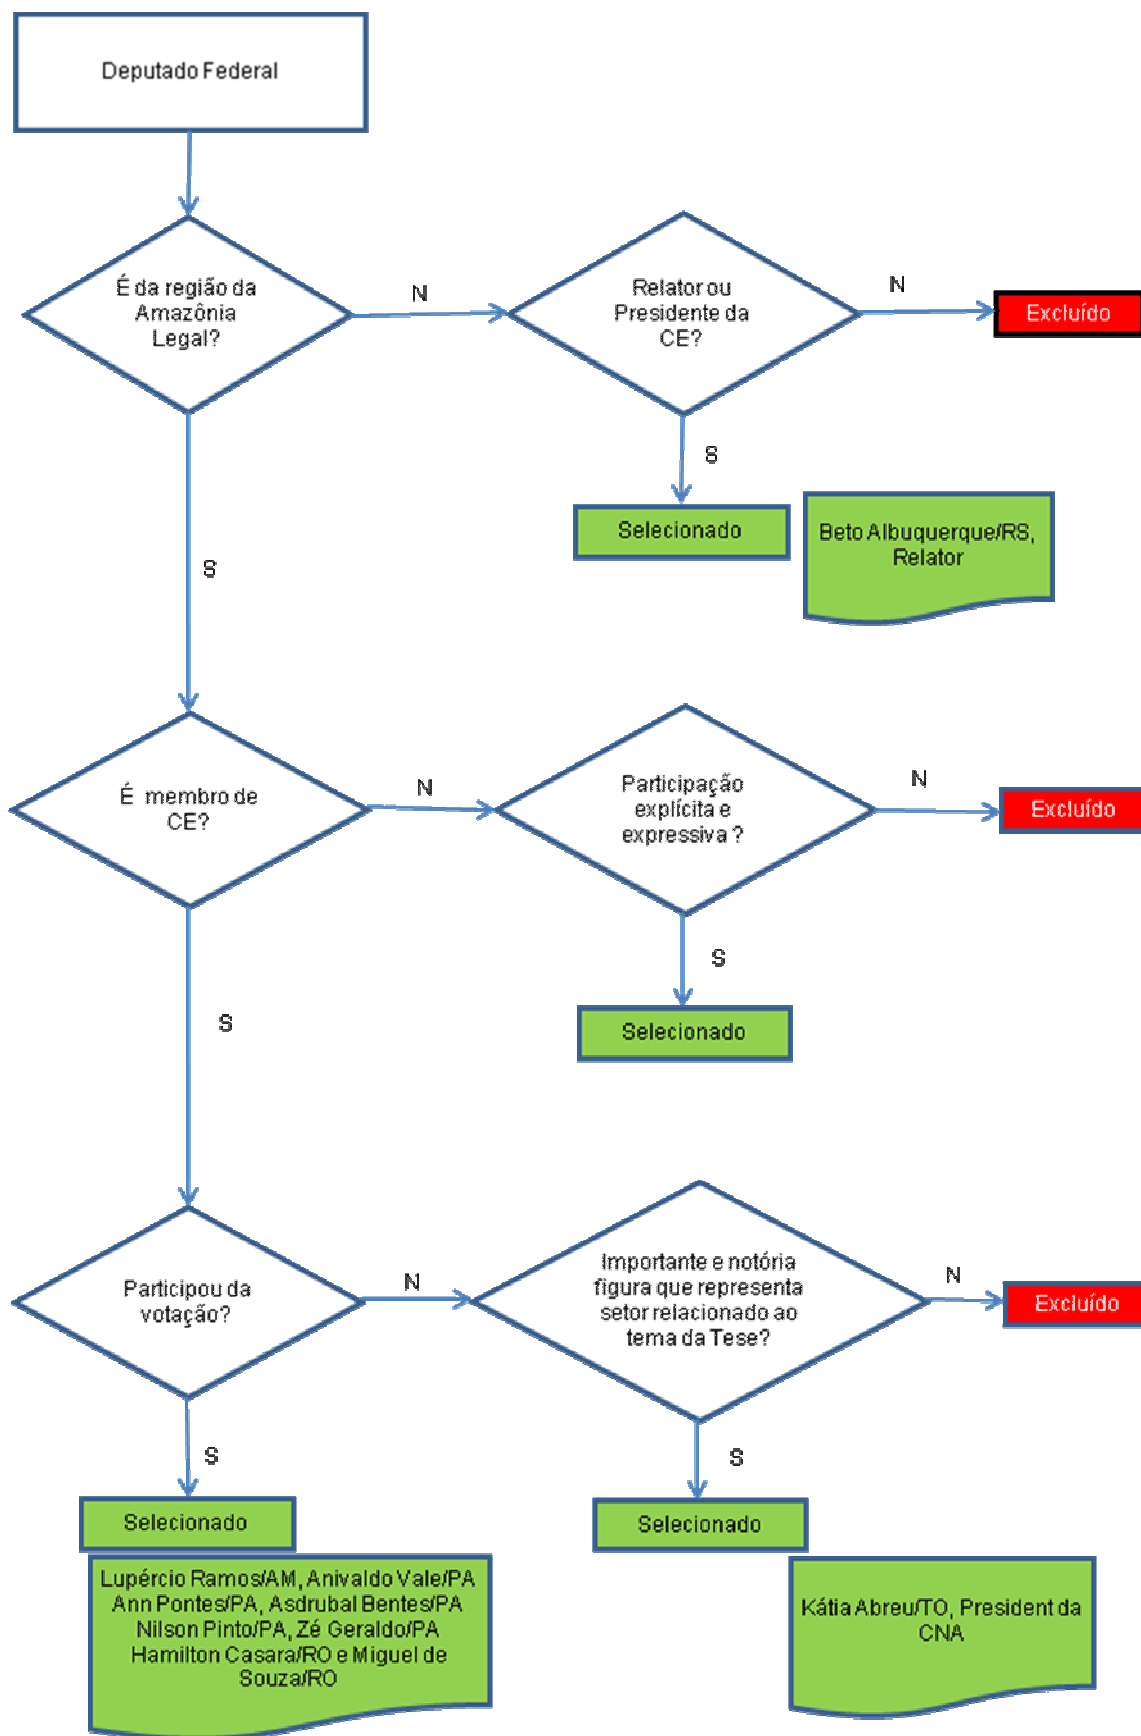 Deputado Federal
É da região da
Amazônia
Legal?
N
Relator ou
Presidente da
CE?
N
Excluído
S
Selecionado
Beto Albuquerque/RS,
Relator
S
É membro de
CE?
N
Participação
explícita e
expressiva ?
N
Excluído
S
Selecionado
S
Participou da
votação?
N
Importante e notória
figura que representa
setor relacionado ao
tema da Tese?
N
Excluído
S
Selecionado
Lupércio Ramos/AM, Anivaldo Vale/PA
Ann Pontes/PA, Asdrubal Bentes/PA
Nilson Pinto/PA, Zé Geraldo/PA
Hamilton Casara/RO e Miguel de
Souza/RO
S
Selecionado
Kátia Abreu/TO, President da
CNA